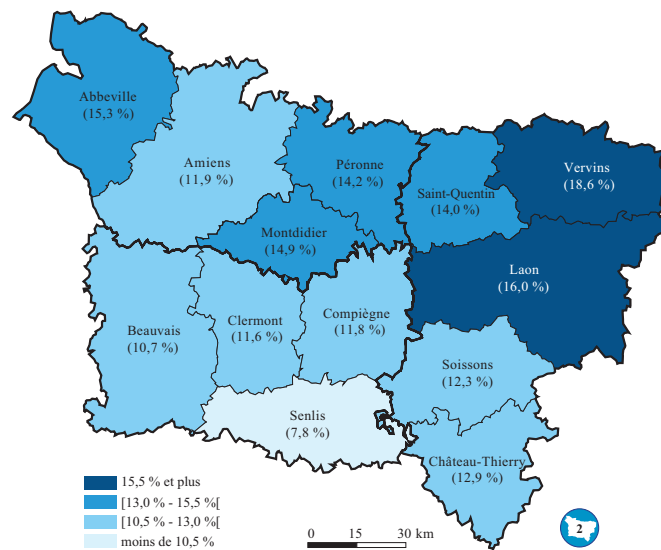 Abbeville
(15,3 %)
Amiens
(11,9 %)
Péronne
(14,2 %)
Saint-Quentin
(14,0 %)
Vervins
(18,6 %)
Montdidier
(14,9 %)
Laon
(16,0 %)
Beauvais
(10,7 %)
Clermont
(11,6 %)
Compiègne
(11,8 %)
Soissons
(12,3 %)
Senlis
(7,8 %)
Château-Thierry
(12,9 %)
15,5 % et plus
[13,0 % - 15,5 %[
[10,5 % - 13,0%[
moins de 10,5 %
0 15 30 km
2